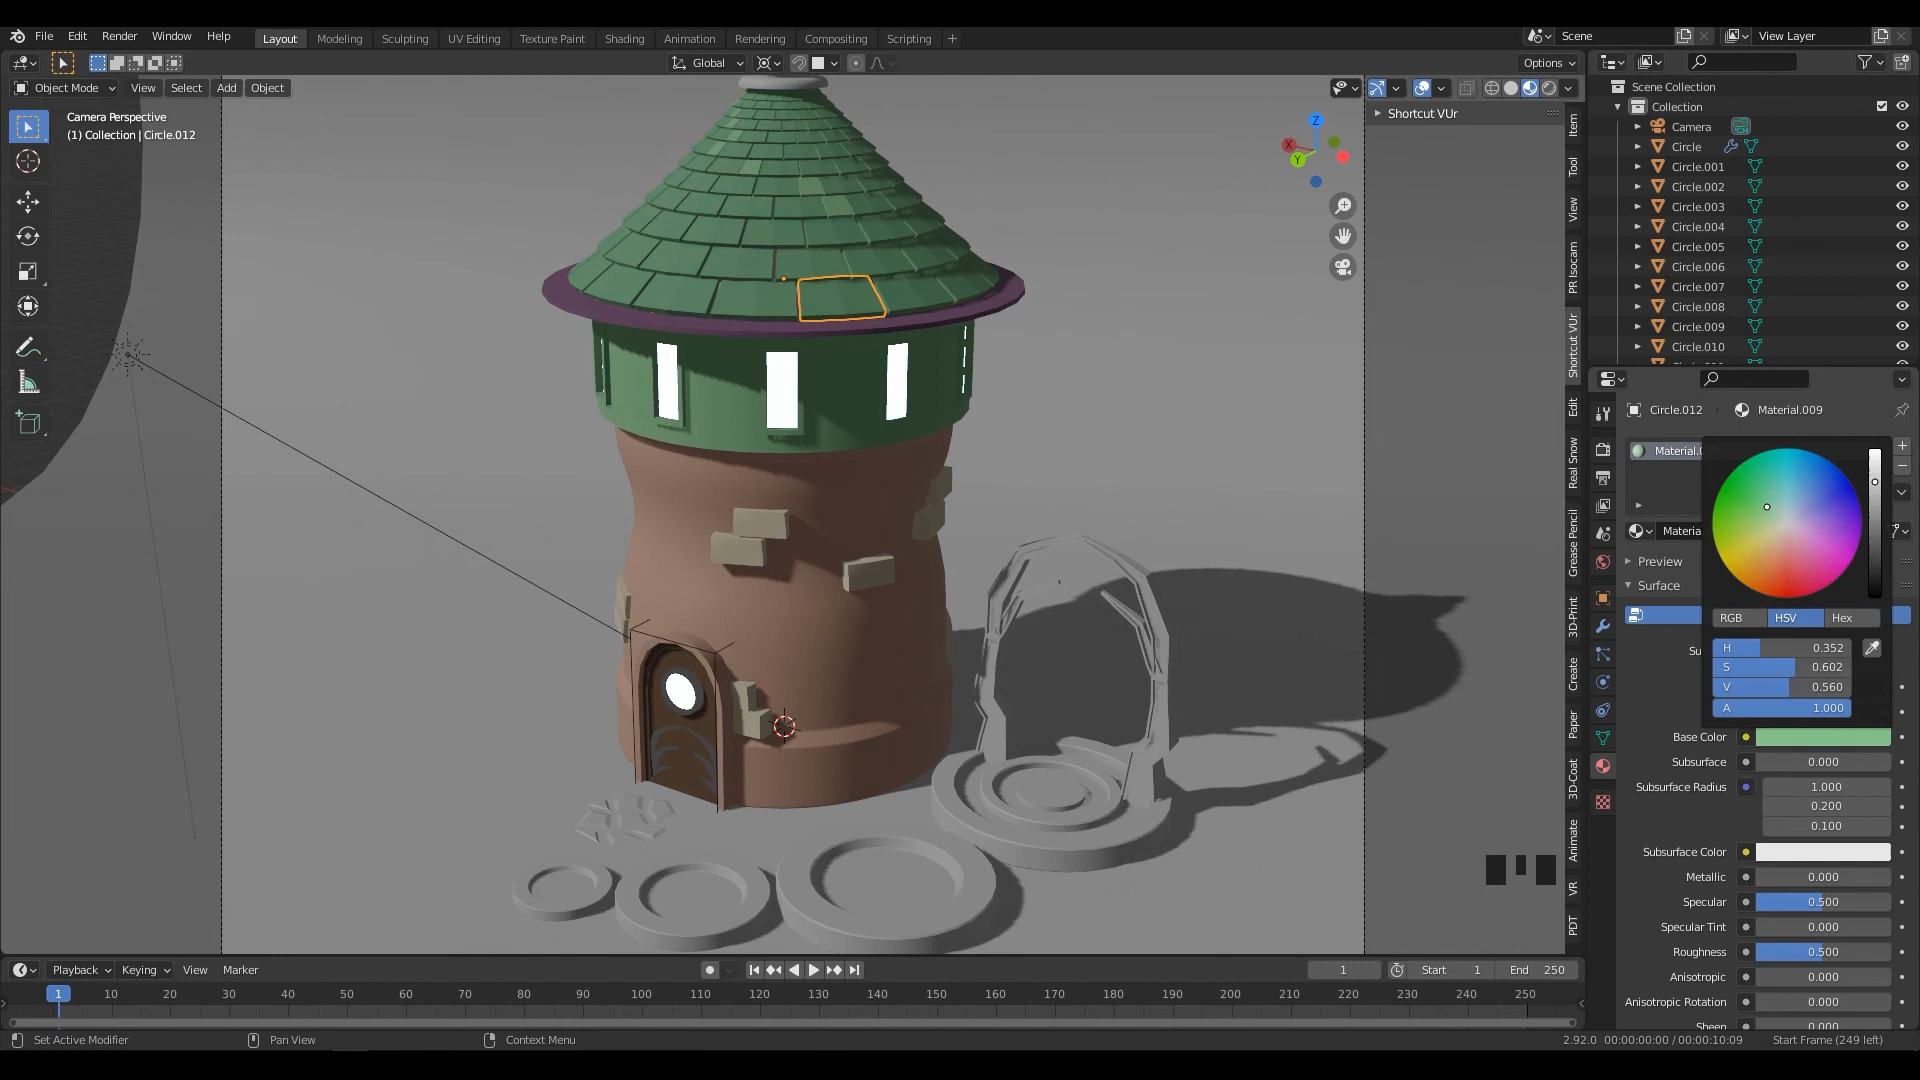 File Edit Render Window Help
Layout Modeling Sculpting UV Editing Texture Paint Shading Animation Rendering Compositing Scripting +
Scene
View Layer
Global
Options
Object Mode View Select Add Object
Camera Perspective
(1) Collection | Circle.012
Z
X
Y
Shortcut VUr
Item
Tool
View
PR Isocam
Shortcut VUr
Edit
Real Snow
Grease Pencil
3D-Print
Create
Paper
3D-Coat
Animate
VR
PDT
Scene Collection
Collection
Camera
Circle
Circle.001
Circle.002
Circle.003
Circle.004
Circle.005
Circle.006
Circle.007
Circle.008
Circle.009
Circle.010
Circle.012 Material.009
Material.0
Materia
Preview
Surface
RGB HSV Hex
Su
H 0.352
S 0.602
V 0.560
A 1.000
Base Color
Subsurface 0.000
Subsurface Radius 1.000
0.200
0.100
Subsurface Color
Metallic 0.000
Specular 0.500
Specular Tint 0.000
Roughness 0.500
Anisotropic 0.000
Anisotropic Rotation 0.000
Sheen 0.000
Playback Keying View Marker
1 Start 1 End 250
1 10 20 30 40 50 60 70 80 90 100 110 120 130 140 150 160 170 180 190 200 210 220 230 240 250
Set Active Modifier Pan View Context Menu
2.92.0 00:00:00:00 / 00:00:10:09 Start Frame (249 left)